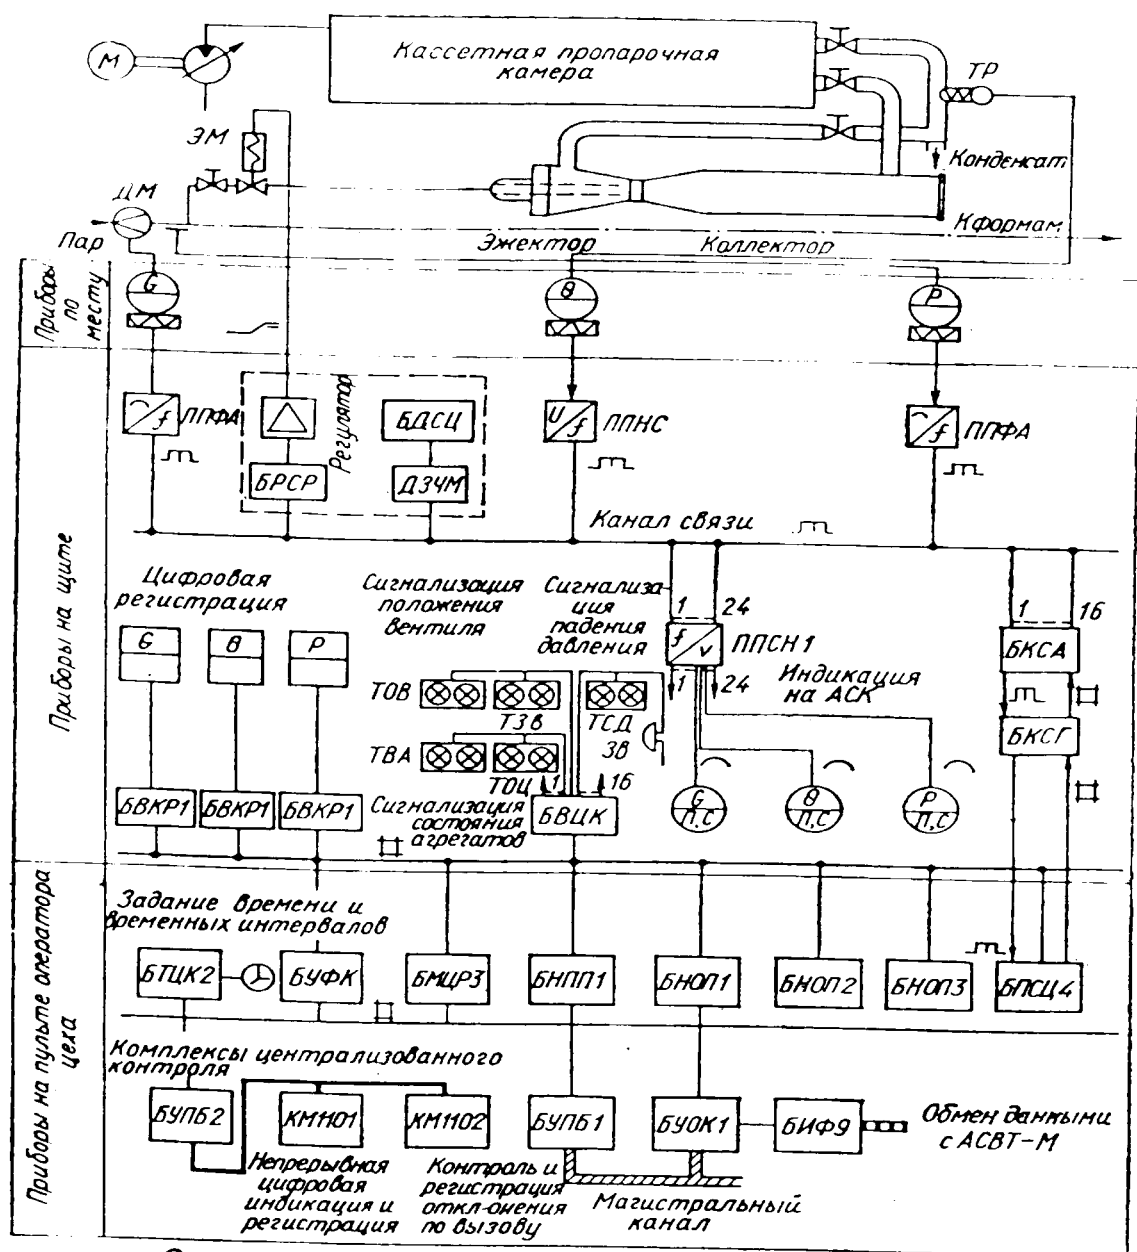 Кассетная пропарочная
камера
М
ТР
ЭМ
Конденсат
ДМ
К формам
Пар
Эжектор
Коллектор
Приборы
по
месту
G
θ
P
f
ППФА
Регулятор
БДСЦ
U
f
ППНС
f
ППФА
БРСР
ДЗЧМ
Канал связи
Приборы на щите
Цифровая
регистрация
Сигнализация
положения
вентиля
Сигнализа
ция
падения
давления
1
24
f
v
ППСН1
1
24
1
16
БКСА
G
θ
P
Индикация
на АСК
ТОВ
ТЗВ
ТСД
ЗВ
БКСГ
ТВА
ТОЦ
1
16
БВКР1
БВКР1
БВКР1
Сигнализация
состояния
агрегатов
БВЦК
G
П,С
θ
П,С
P
П,С
Приборы на пульте оператора
цеха
Задание времени и
временных интервалов
БТЦК2
БУФК
БМЦР3
БНПП1
БНОП1
БНОП2
БНОП3
БПСЦ4
Комплексы централизованного
контроля
БУПБ2
КМ1101
КМ1102
БУПБ1
БУОК1
БИФ9
Обмен данными
с АСВТ-М
Непрерывная
цифровая
индикация и
регистрация
Контроль и
регистрация
откл-онения
по вызову
Магистральный
канал